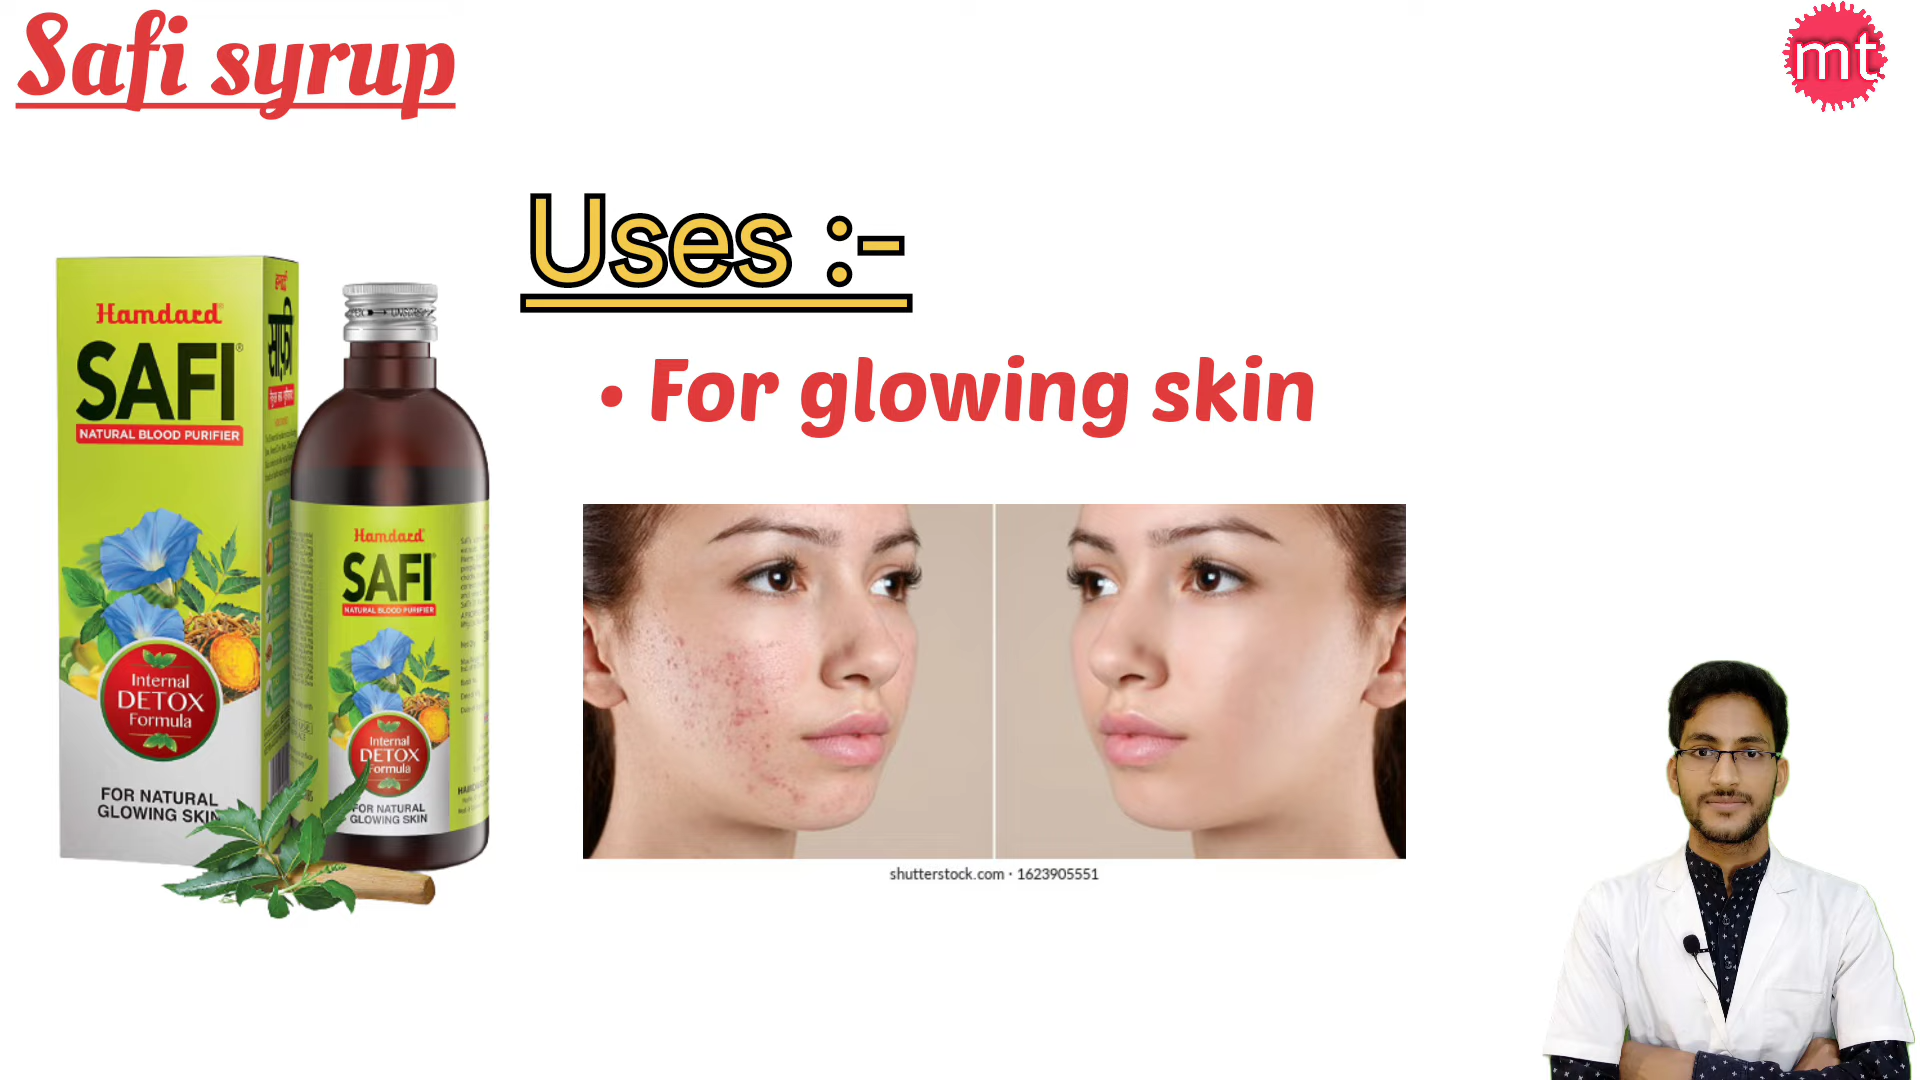 Safi syrup
mt
Uses :-
• For glowing skin
Hamdard
SAFI®
NATURAL BLOOD PURIFIER
Internal
DETOX
Formula
FOR NATURAL
GLOWING SKIN
हमदर्द
साफ़ी
Hamdard
SAFI
NATURAL BLOOD PURIFIER
Internal
DETOX
Formula
FOR NATURAL
GLOWING SKIN
shutterstock.com · 1623905551